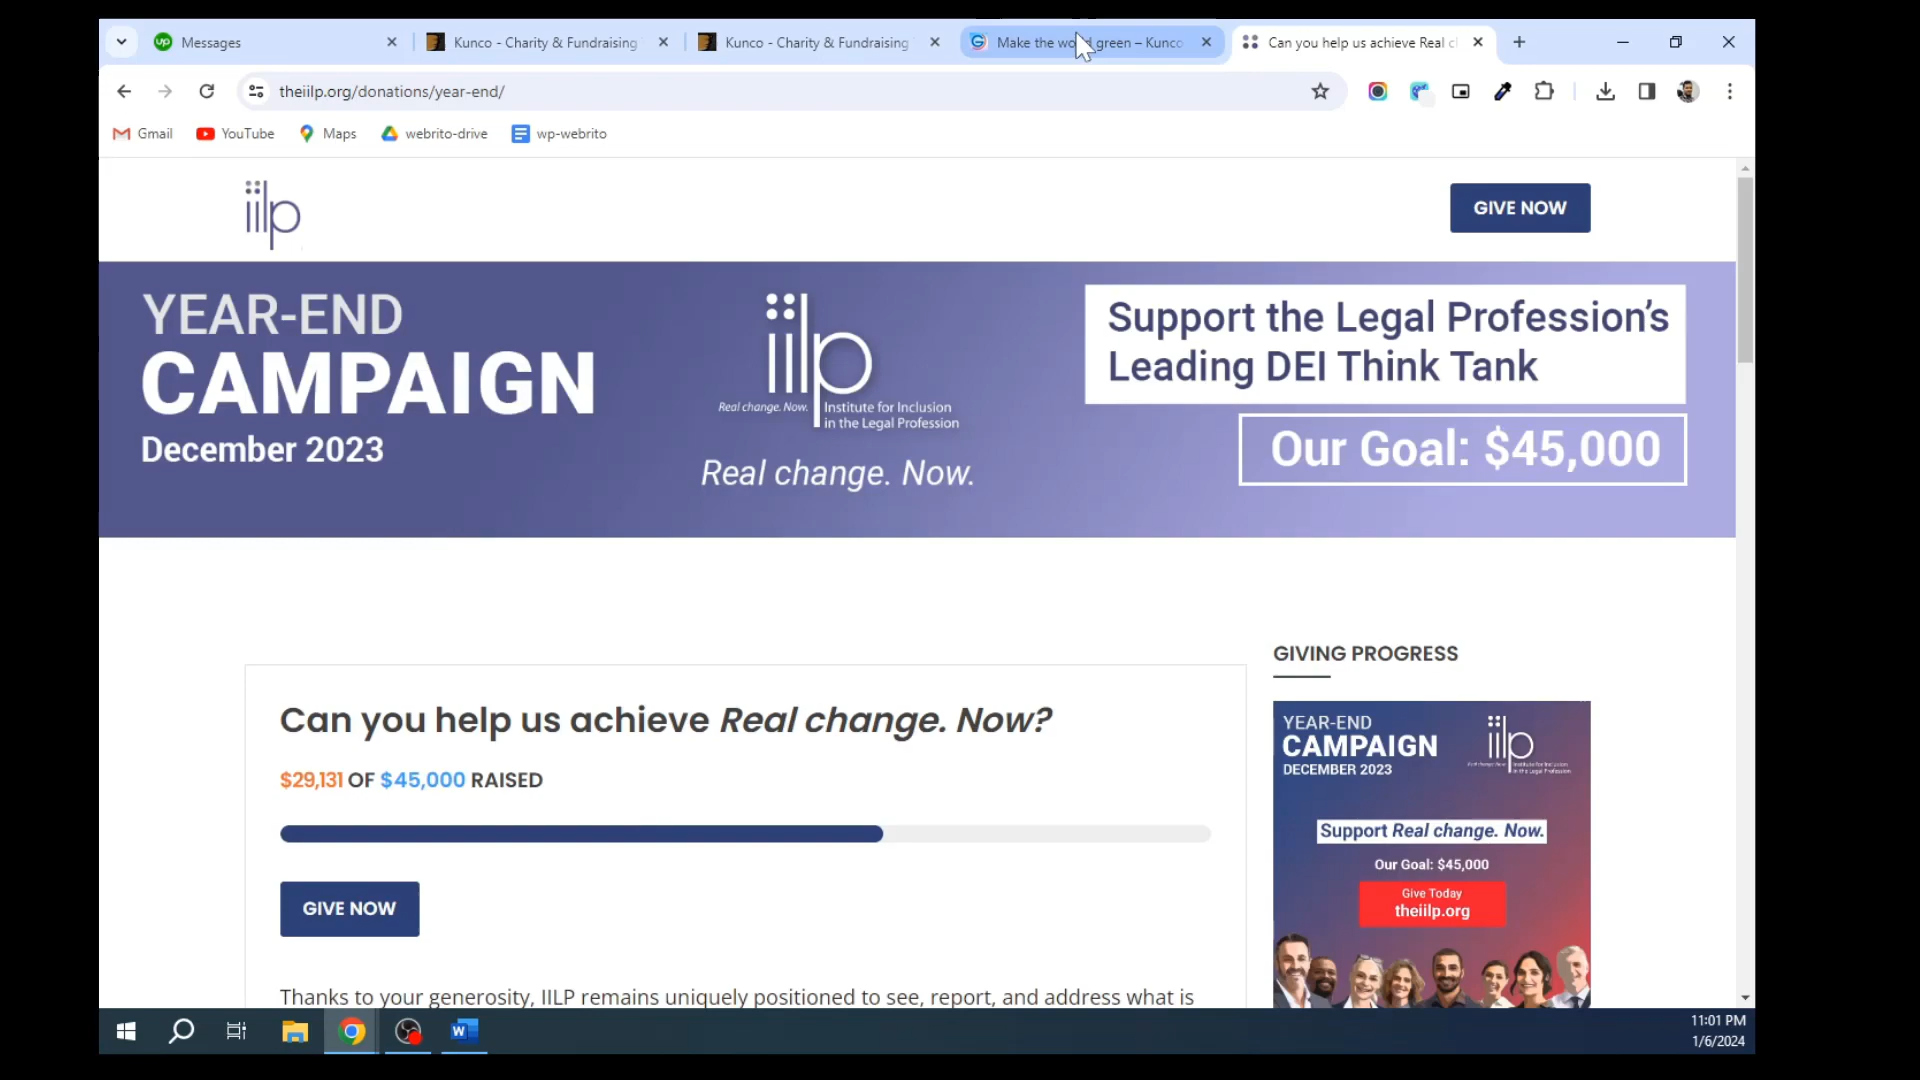 Messages
Kunco - Charity & Fundraising
Kunco - Charity & Fundraising
Make the world green – Kunco
Can you help us achieve Real c
theiilp.org/donations/year-end/
Gmail
YouTube
Maps
webrito-drive
wp-webrito
iilp
GIVE NOW
YEAR-END
CAMPAIGN
December 2023
iilp
Real change. Now.
Institute for Inclusion
in the Legal Profession
Real change. Now.
Support the Legal Profession's
Leading DEI Think Tank
Our Goal: $45,000
Can you help us achieve Real change. Now?
$29,131 OF $45,000 RAISED
GIVE NOW
Thanks to your generosity, IILP remains uniquely positioned to see, report, and address what is
GIVING PROGRESS
YEAR-END
CAMPAIGN
DECEMBER 2023
iilp
Support Real change. Now.
Our Goal: $45,000
Give Today
theiilp.org
11:01 PM
1/6/2024